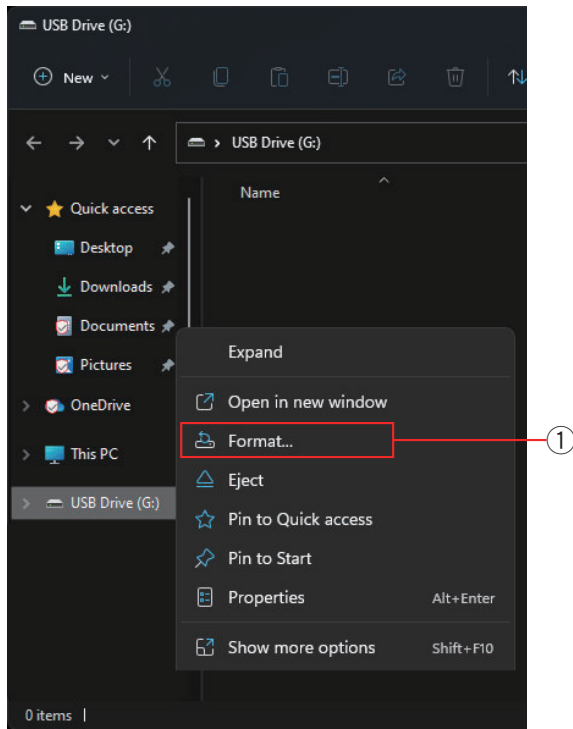 USB Drive (G:)
New
USB Drive (G:)
Name
Quick access
Desktop
Downloads
Documents
Pictures
OneDrive
This PC
USB Drive (G:)
Expand
Open in new window
Format...
①
Eject
Pin to Quick access
Pin to Start
Properties Alt+Enter
Show more options Shift+F10
0 items